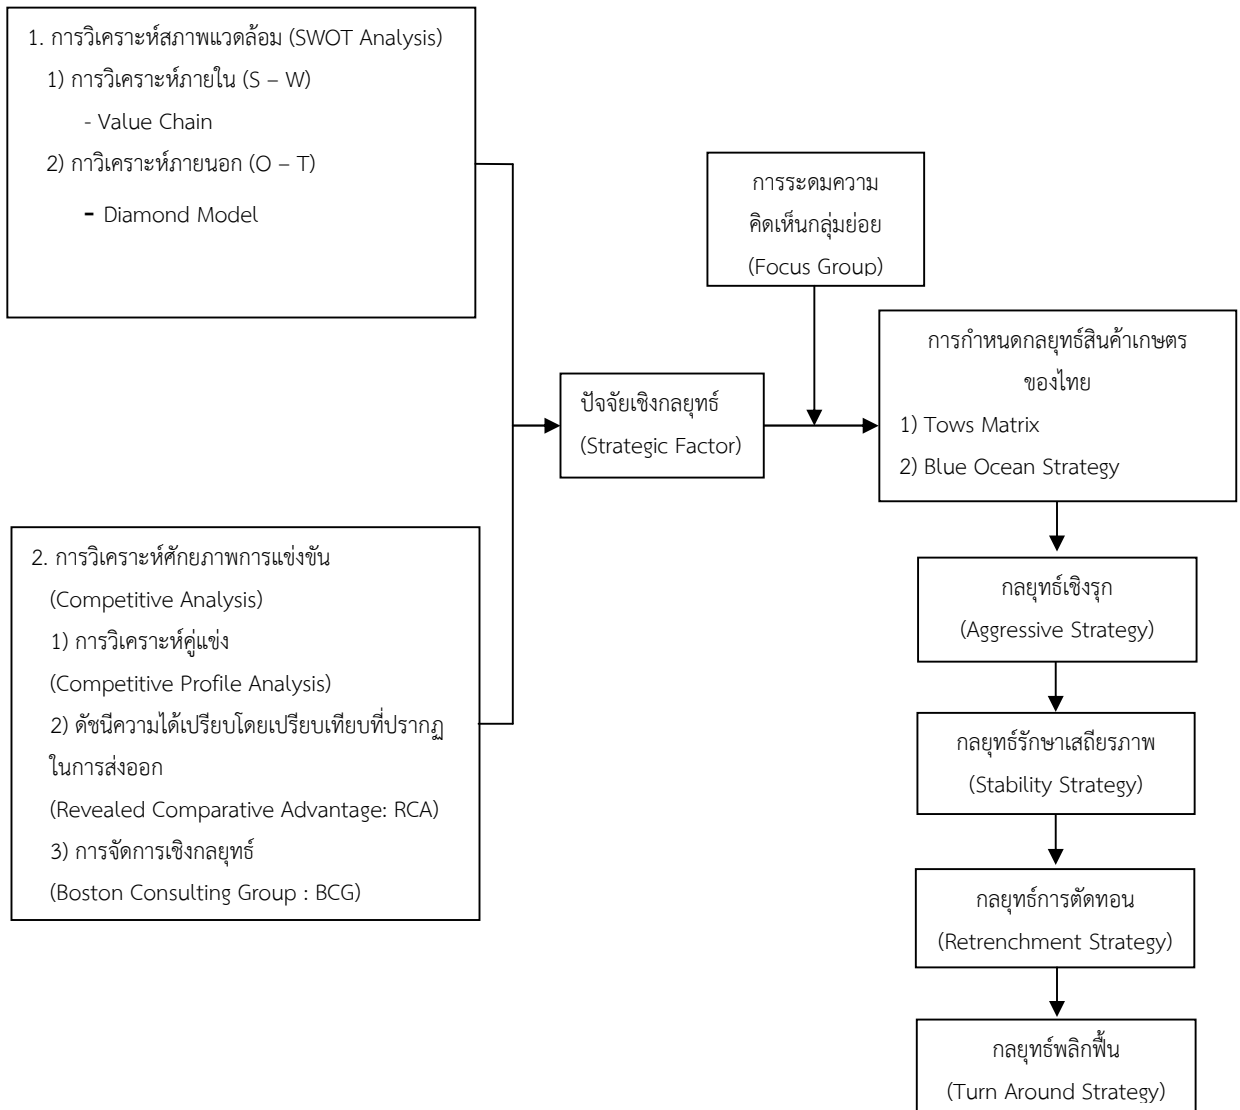 1. การวิเคราะห์สภาพแวดล้อม (SWOT Analysis)
1) การวิเคราะห์ภายใน (S – W)
- Value Chain
2) กาวิเคราะห์ภายนอก (O – T)
- Diamond Model
การระดมความ
คิดเห็นกลุ่มย่อย
(Focus Group)
การกำหนดกลยุทธ์สินค้าเกษตร
ของไทย
1) Tows Matrix
2) Blue Ocean Strategy
ปัจจัยเชิงกลยุทธ์
(Strategic Factor)
2. การวิเคราะห์ศักยภาพการแข่งขัน
(Competitive Analysis)
1) การวิเคราะห์คู่แข่ง
(Competitive Profile Analysis)
2) ดัชนีความได้เปรียบโดยเปรียบเทียบที่ปรากฏ
ในการส่งออก
(Revealed Comparative Advantage: RCA)
3) การจัดการเชิงกลยุทธ์
(Boston Consulting Group : BCG)
กลยุทธ์เชิงรุก
(Aggressive Strategy)
กลยุทธ์รักษาเสถียรภาพ
(Stability Strategy)
กลยุทธ์การตัดทอน
(Retrenchment Strategy)
กลยุทธ์พลิกฟื้น
(Turn Around Strategy)